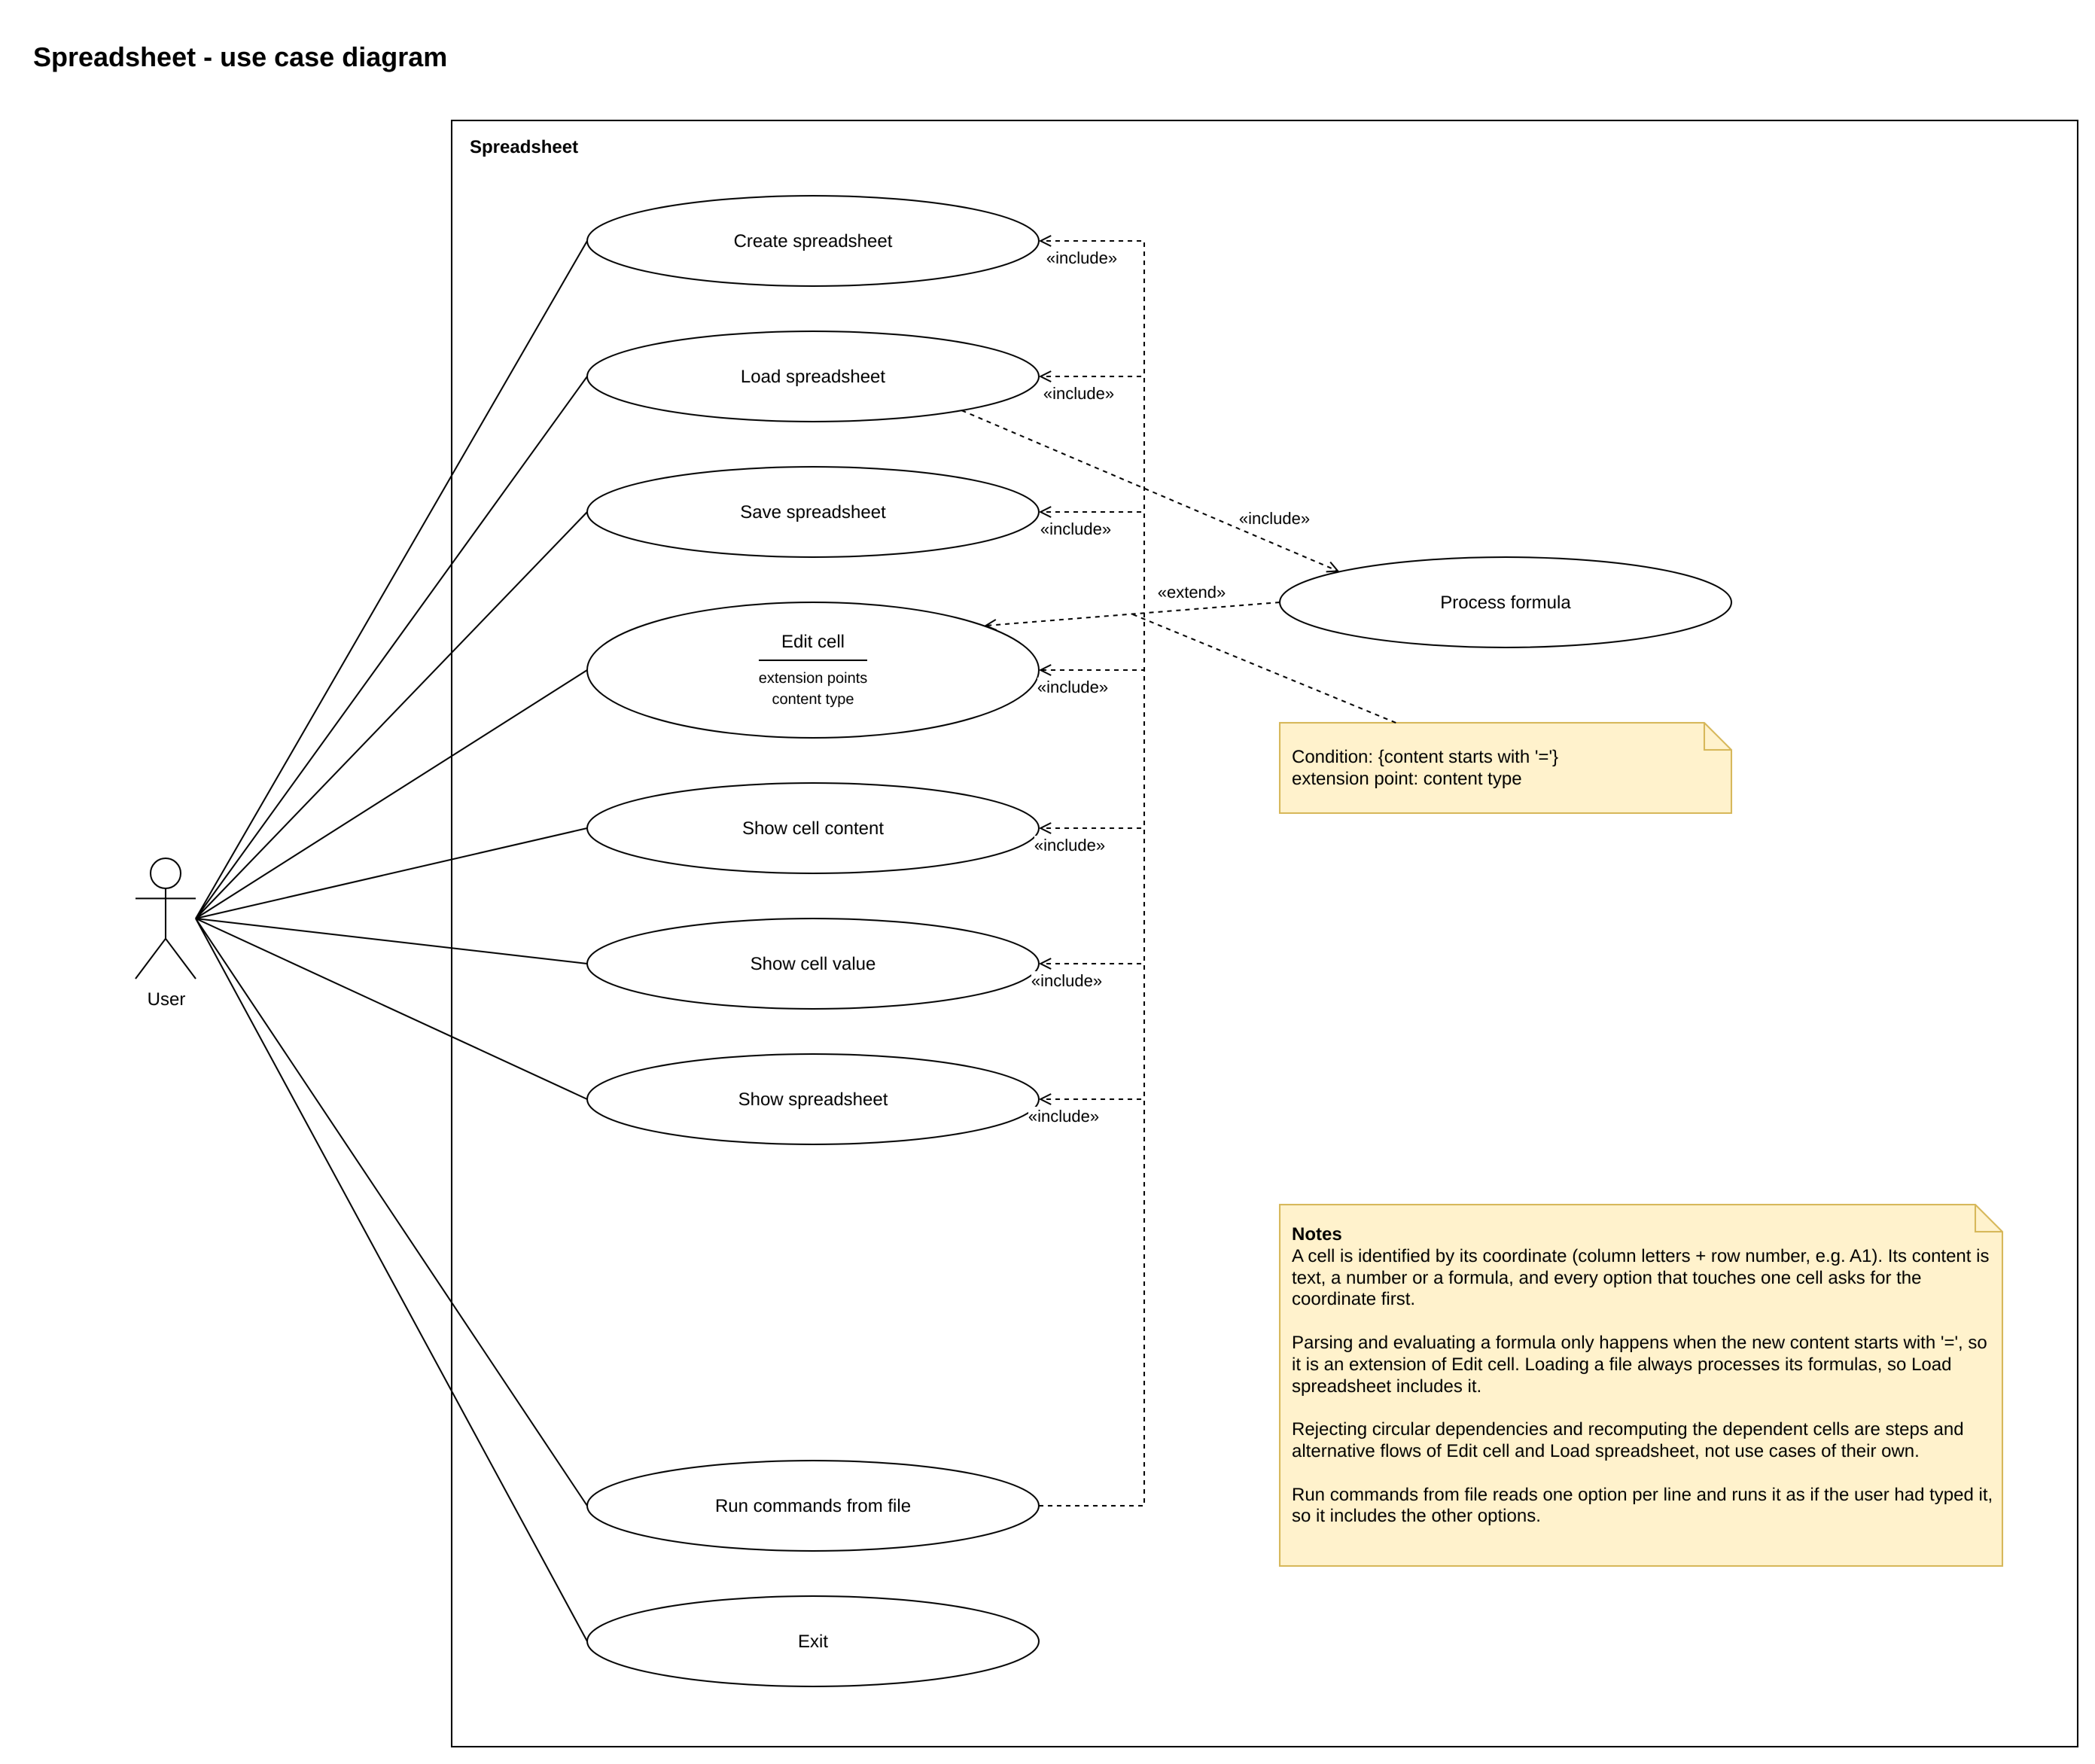 Spreadsheet - use case diagram
Spreadsheet
Create spreadsheet
«include»
Load spreadsheet
«include»
Save spreadsheet
«include»
«include»
«extend»
Process formula
Edit cell
extension points
content type
«include»
Condition: {content starts with '='}
extension point: content type
Show cell content
«include»
Show cell value
«include»
User
Show spreadsheet
«include»
Notes
A cell is identified by its coordinate (column letters + row number, e.g. A1). Its content is
text, a number or a formula, and every option that touches one cell asks for the
coordinate first.
Parsing and evaluating a formula only happens when the new content starts with '=', so
it is an extension of Edit cell. Loading a file always processes its formulas, so Load
spreadsheet includes it.
Rejecting circular dependencies and recomputing the dependent cells are steps and
alternative flows of Edit cell and Load spreadsheet, not use cases of their own.
Run commands from file reads one option per line and runs it as if the user had typed it,
so it includes the other options.
Run commands from file
Exit